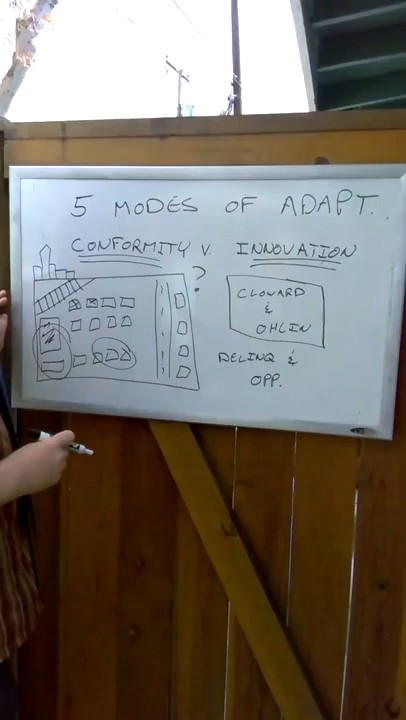 5 MODES OF ADAPT.
CONFORMITY V. INNOVATION
?
CLOWARD
&
OHLIN
DELINQ &
OPP.